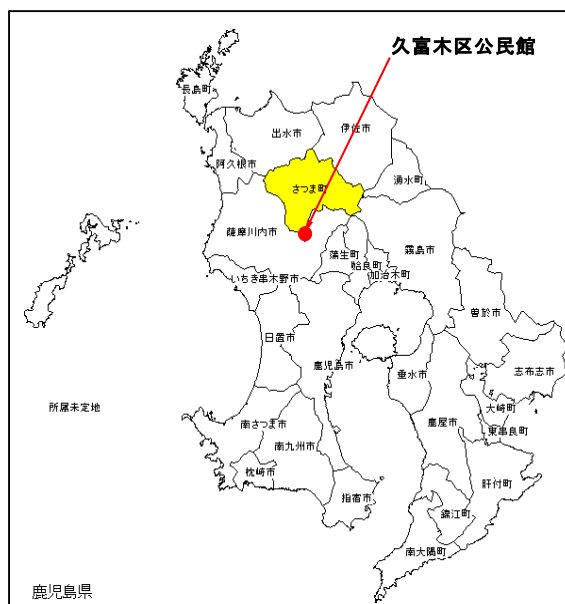 久富木区公民館
長島町
出水市
伊佐市
阿久根市
湧水町
さつま町
薩摩川内市
霧島市
蒲生町
姶良町
加治木町
いちき串木野市
曽於市
日置市
鹿児島市
垂水市
志布志市
大崎町
東串良町
鹿屋市
所属未定地
南さつま市
南九州市
枕崎市
肝付町
指宿市
錦江町
南大隅町
鹿児島県